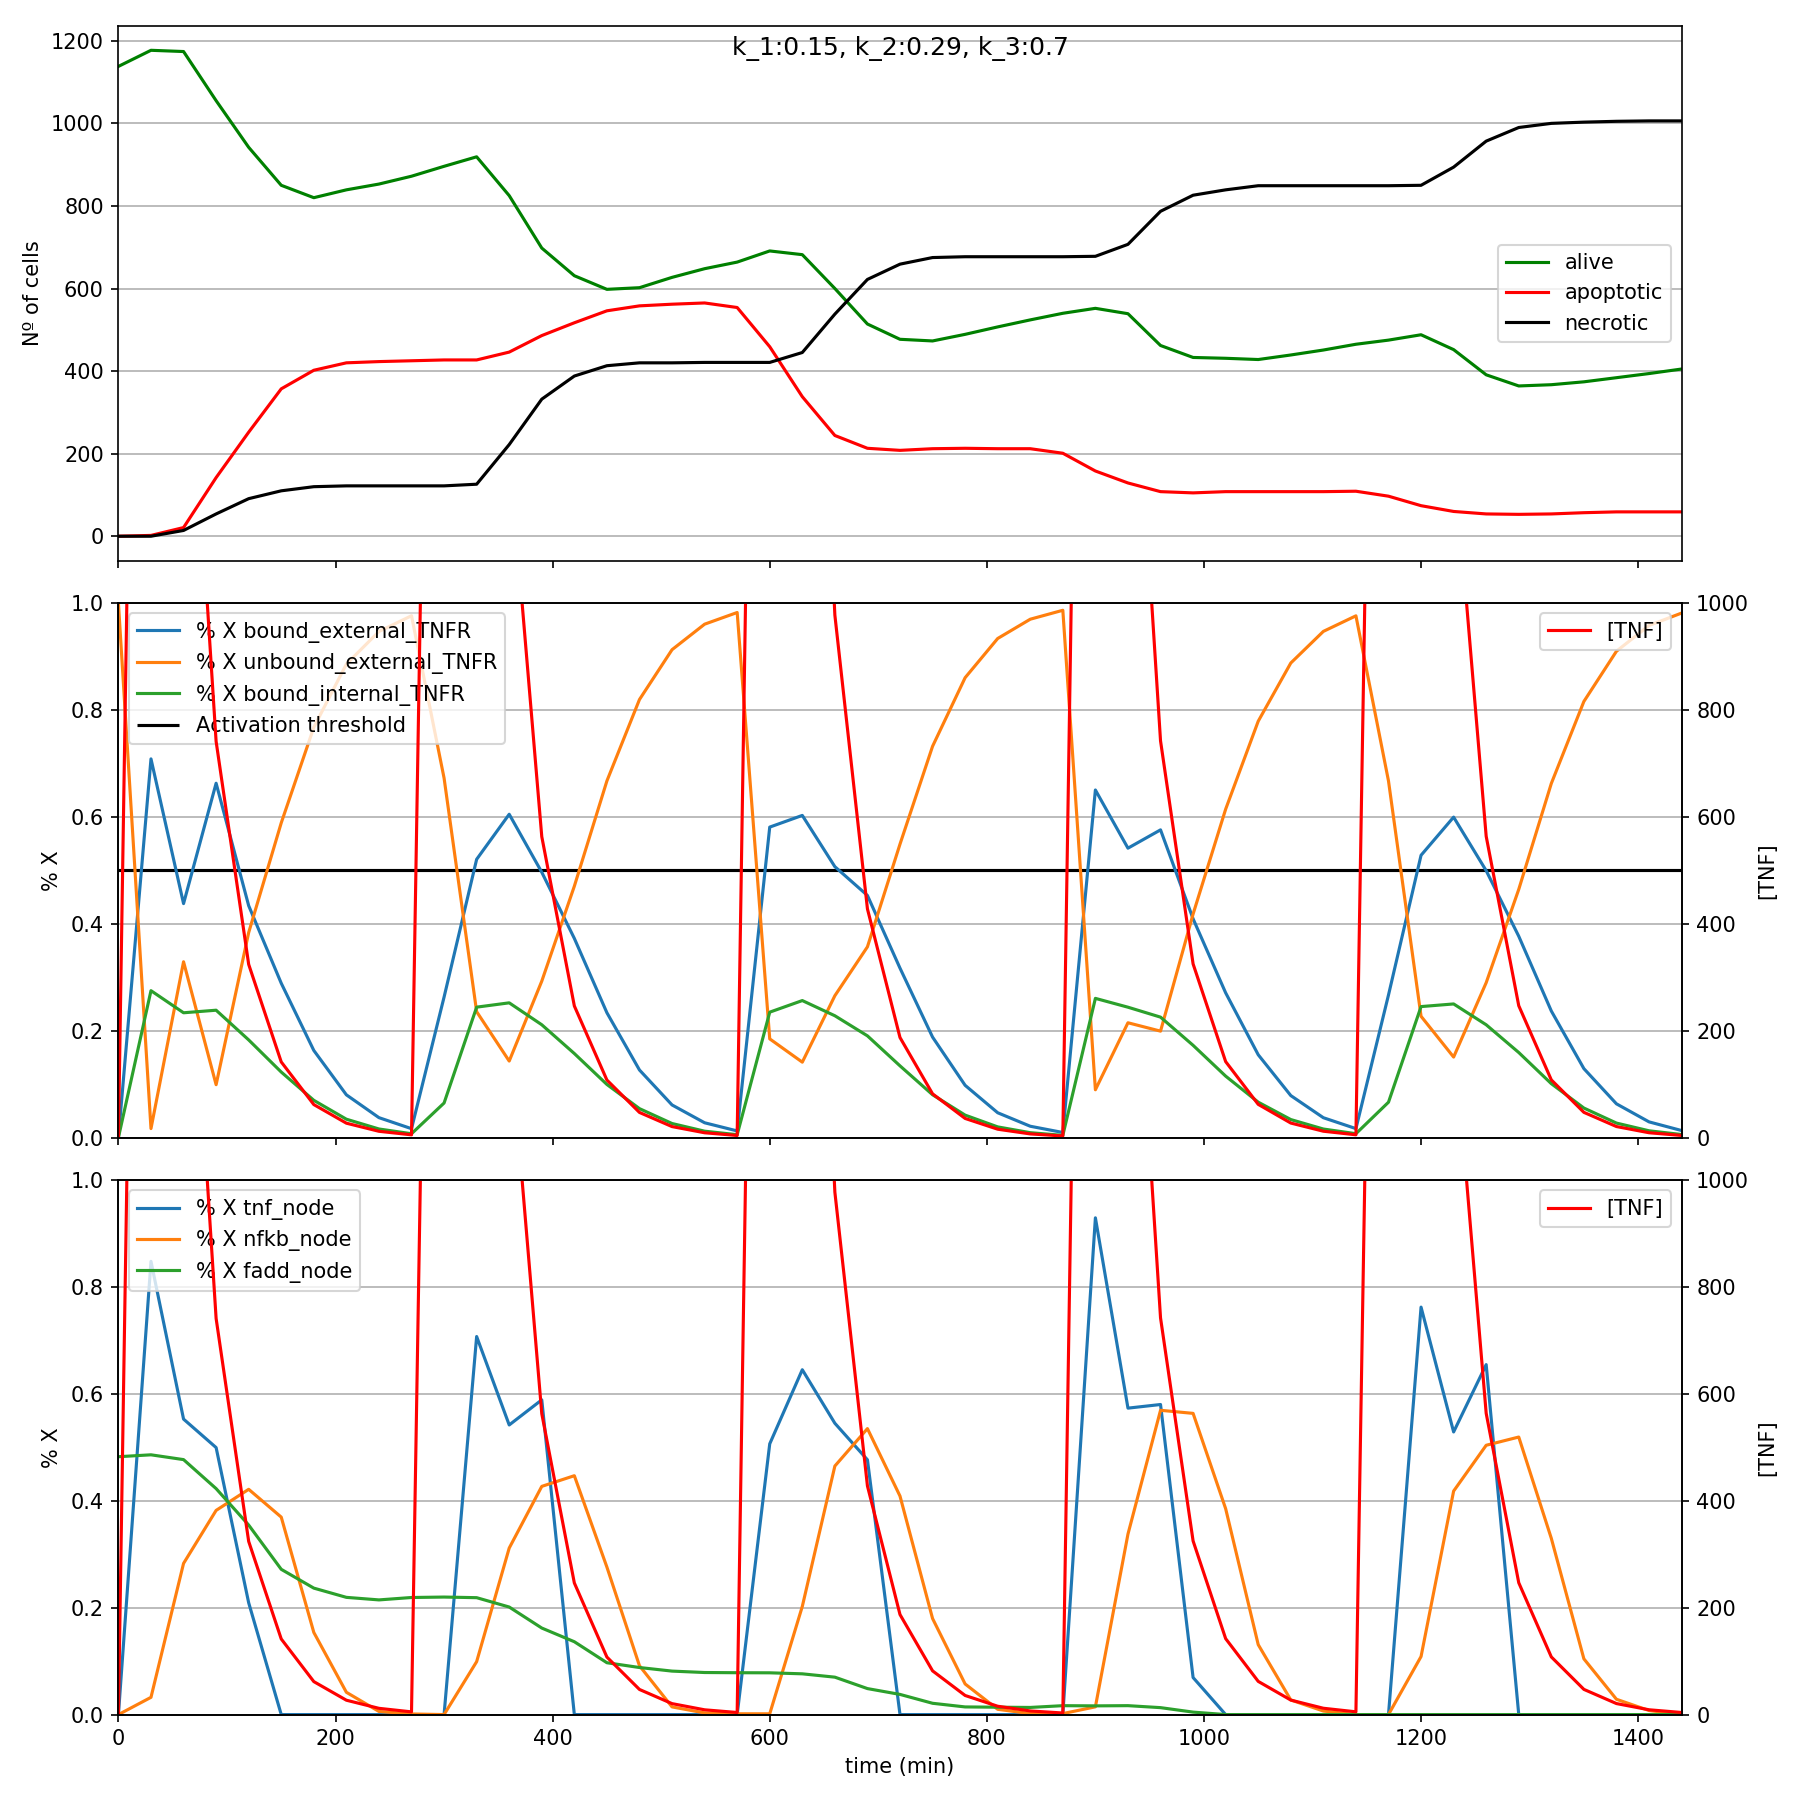 k_1:0.15, k_2:0.29, k_3:0.7
1200
1000
800
600
400
200
0
Nº of cells
alive
apoptotic
necrotic
1.0
0.8
0.6
0.4
0.2
0.0
% X
% X bound_external_TNFR
% X unbound_external_TNFR
% X bound_internal_TNFR
Activation threshold
[TNF]
1000
800
600
400
200
0
[TNF]
1.0
0.8
0.6
0.4
0.2
0.0
% X
% X tnf_node
% X nfkb_node
% X fadd_node
[TNF]
1000
800
600
400
200
0
[TNF]
0 200 400 600 800 1000 1200 1400
time (min)